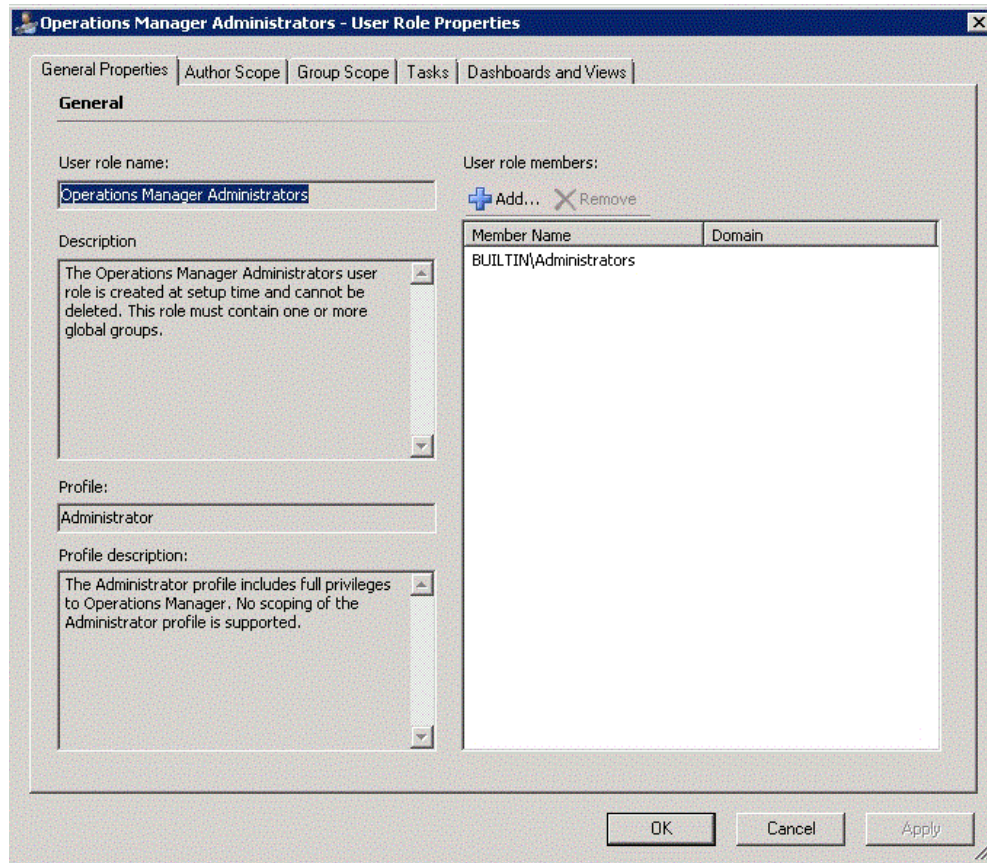 Operations Manager Administrators - User Role Properties
General Properties Author Scope Group Scope Tasks Dashboards and Views
General
User role name:
Operations Manager Administrators
Description
The Operations Manager Administrators user
role is created at setup time and cannot be
deleted. This role must contain one or more
global groups.
Profile:
Administrator
Profile description:
The Administrator profile includes full privileges
to Operations Manager. No scoping of the
Administrator profile is supported.
User role members:
Add... Remove
Member Name Domain
BUILTIN\Administrators
OK Cancel Apply